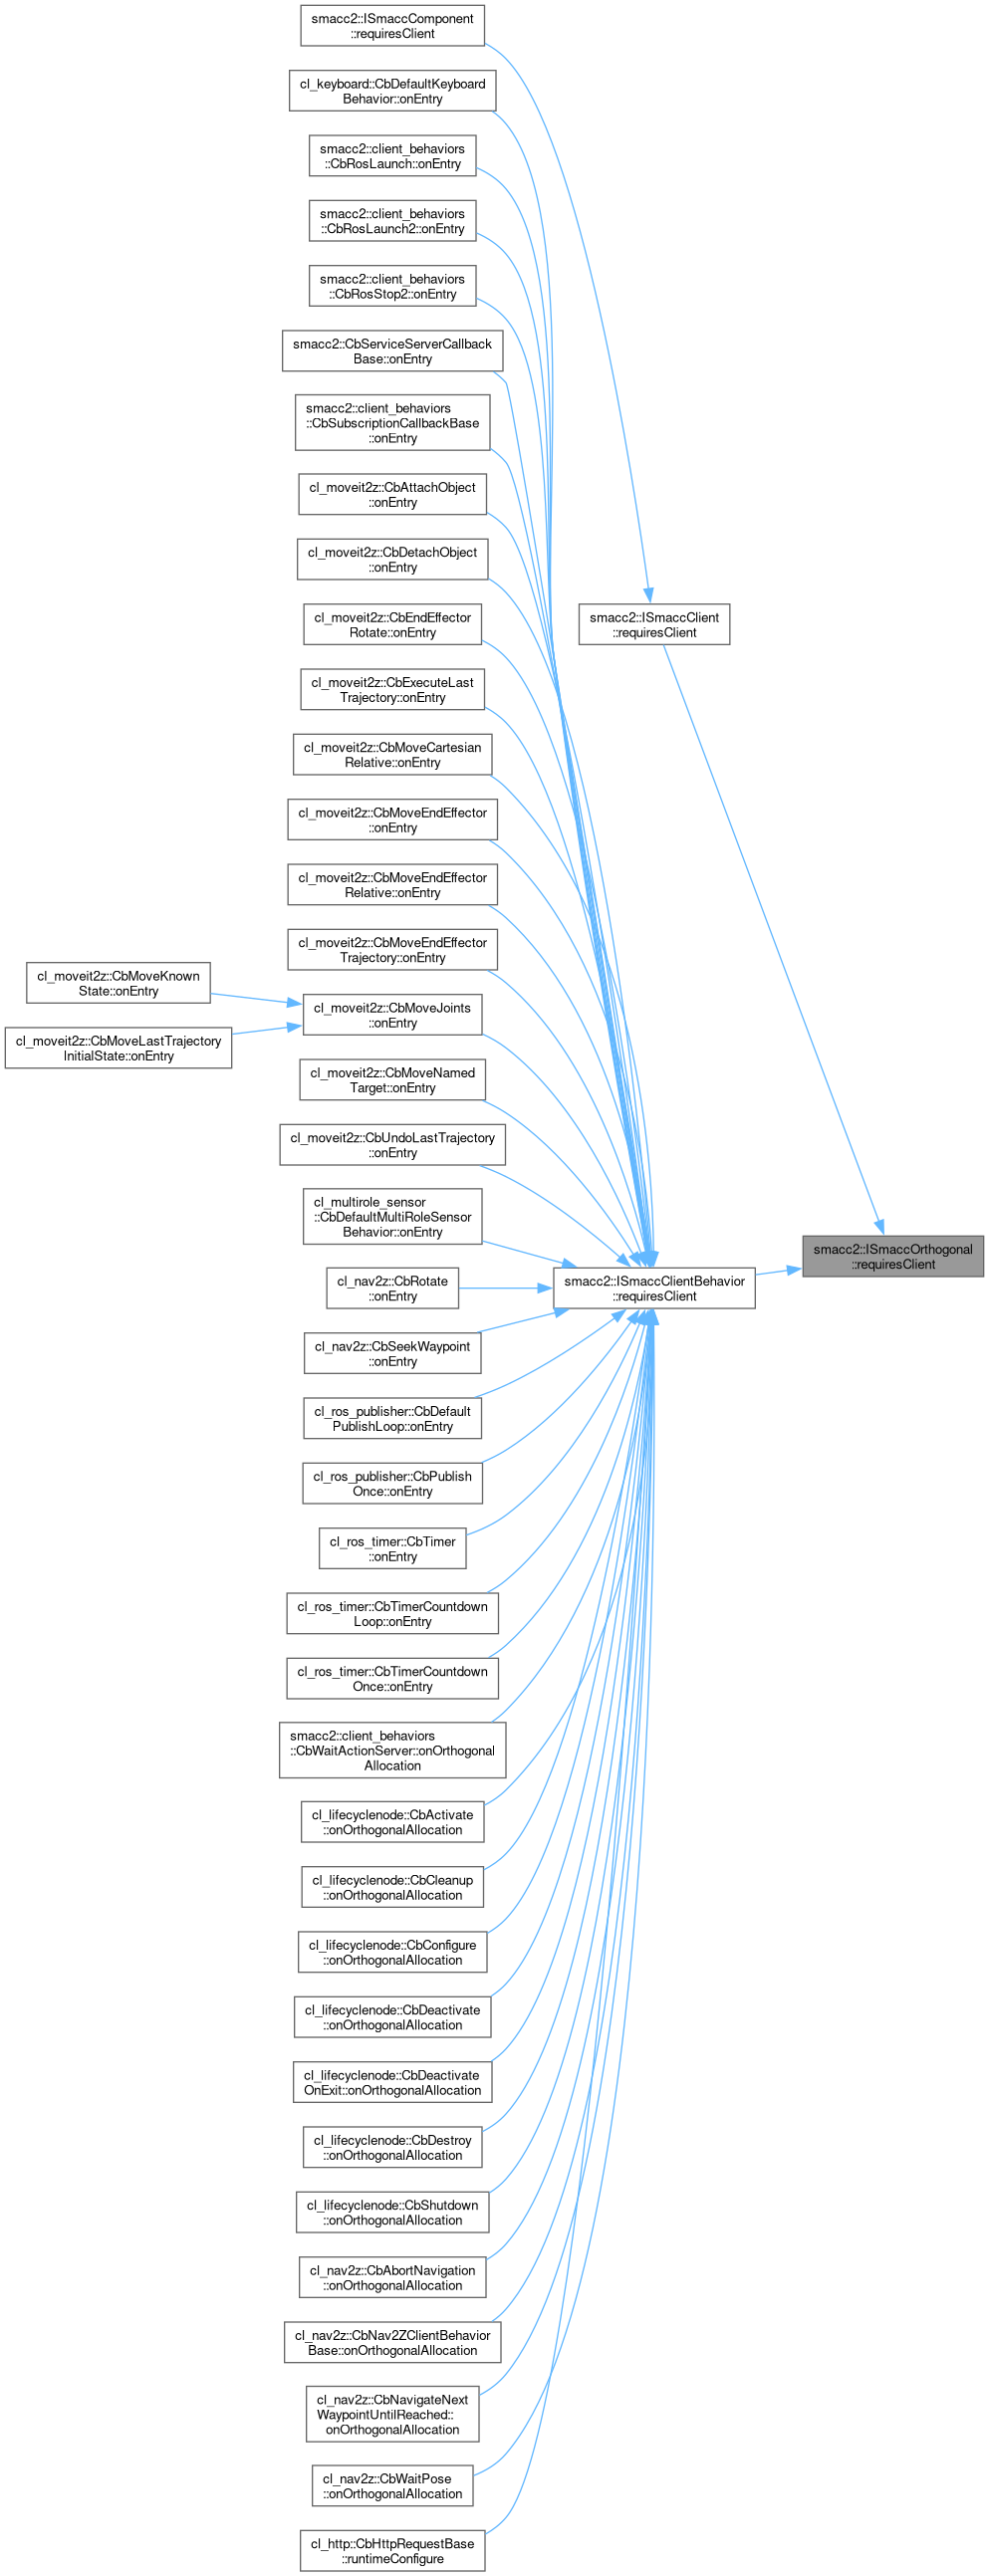 smacc2::ISmaccComponent
::requiresClient
cl_keyboard::CbDefaultKeyboard
Behavior::onEntry
smacc2::client_behaviors
::CbRosLaunch::onEntry
smacc2::client_behaviors
::CbRosLaunch2::onEntry
smacc2::client_behaviors
::CbRosStop2::onEntry
smacc2::CbServiceServerCallback
Base::onEntry
smacc2::client_behaviors
::CbSubscriptionCallbackBase
::onEntry
cl_moveit2z::CbAttachObject
::onEntry
cl_moveit2z::CbDetachObject
::onEntry
cl_moveit2z::CbEndEffector
Rotate::onEntry
smacc2::ISmaccClient
::requiresClient
cl_moveit2z::CbExecuteLast
Trajectory::onEntry
cl_moveit2z::CbMoveCartesian
Relative::onEntry
cl_moveit2z::CbMoveEndEffector
::onEntry
cl_moveit2z::CbMoveEndEffector
Relative::onEntry
cl_moveit2z::CbMoveEndEffector
Trajectory::onEntry
cl_moveit2z::CbMoveKnown
State::onEntry
cl_moveit2z::CbMoveJoints
::onEntry
cl_moveit2z::CbMoveLastTrajectory
InitialState::onEntry
cl_moveit2z::CbMoveNamed
Target::onEntry
cl_moveit2z::CbUndoLastTrajectory
::onEntry
cl_multirole_sensor
::CbDefaultMultiRoleSensor
Behavior::onEntry
smacc2::ISmaccOrthogonal
::requiresClient
cl_nav2z::CbRotate
::onEntry
smacc2::ISmaccClientBehavior
::requiresClient
cl_nav2z::CbSeekWaypoint
::onEntry
cl_ros_publisher::CbDefault
PublishLoop::onEntry
cl_ros_publisher::CbPublish
Once::onEntry
cl_ros_timer::CbTimer
::onEntry
cl_ros_timer::CbTimerCountdown
Loop::onEntry
cl_ros_timer::CbTimerCountdown
Once::onEntry
smacc2::client_behaviors
::CbWaitActionServer::onOrthogonal
Allocation
cl_lifecyclenode::CbActivate
::onOrthogonalAllocation
cl_lifecyclenode::CbCleanup
::onOrthogonalAllocation
cl_lifecyclenode::CbConfigure
::onOrthogonalAllocation
cl_lifecyclenode::CbDeactivate
::onOrthogonalAllocation
cl_lifecyclenode::CbDeactivate
OnExit::onOrthogonalAllocation
cl_lifecyclenode::CbDestroy
::onOrthogonalAllocation
cl_lifecyclenode::CbShutdown
::onOrthogonalAllocation
cl_nav2z::CbAbortNavigation
::onOrthogonalAllocation
cl_nav2z::CbNav2ZClientBehavior
Base::onOrthogonalAllocation
cl_nav2z::CbNavigateNext
WaypointUntilReached::
onOrthogonalAllocation
cl_nav2z::CbWaitPose
::onOrthogonalAllocation
cl_http::CbHttpRequestBase
::runtimeConfigure